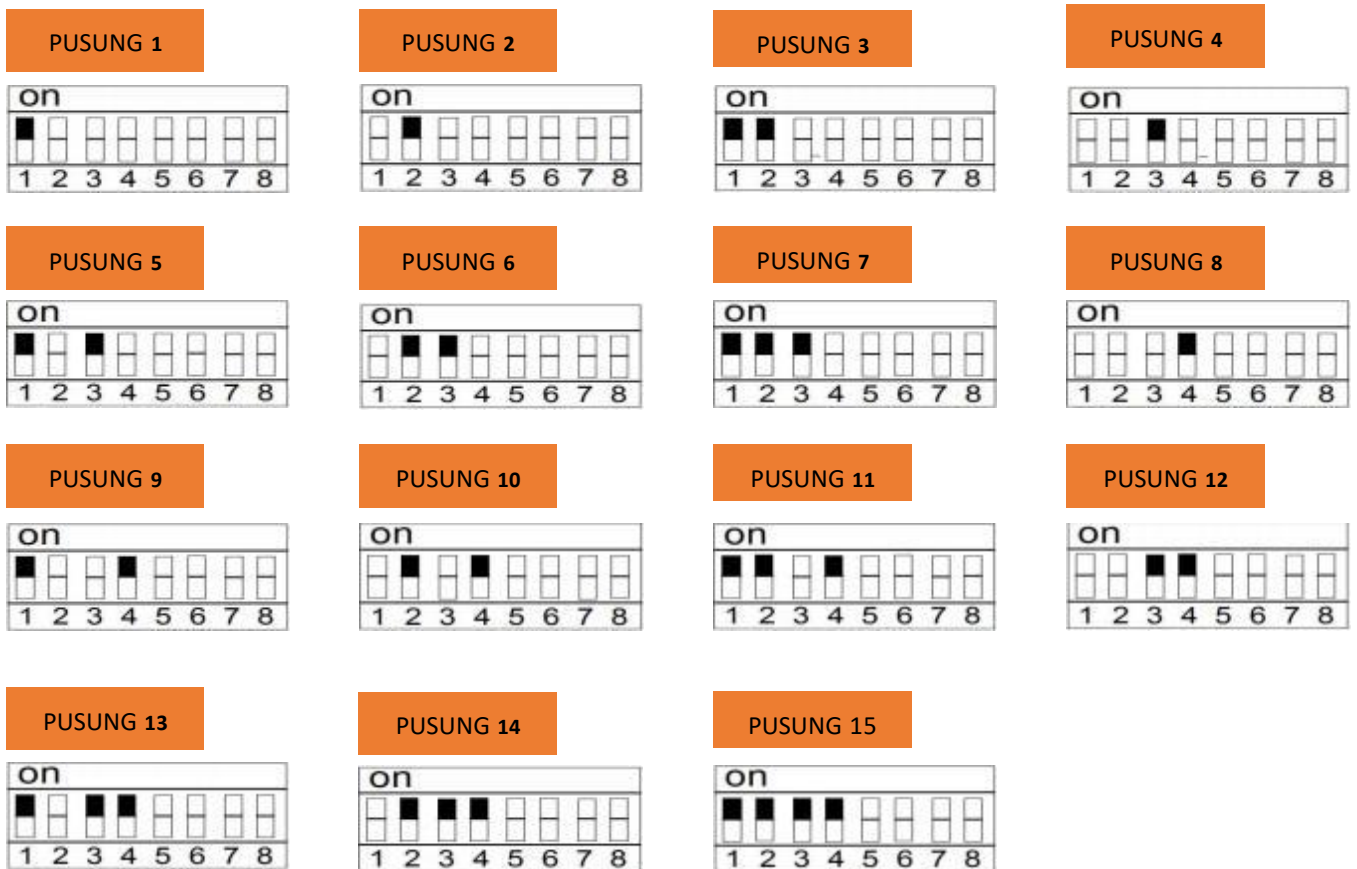 PUSUNG 1
PUSUNG 2
PUSUNG 3
PUSUNG 4
on
on
on
on
1 2 3 4 5 6 7 8
1 2 3 4 5 6 7 8
1 2 3 4 5 6 7 8
1 2 3 4 5 6 7 8
PUSUNG 5
PUSUNG 6
PUSUNG 7
PUSUNG 8
on
on
on
on
1 2 3 4 5 6 7 8
1 2 3 4 5 6 7 8
1 2 3 4 5 6 7 8
1 2 3 4 5 6 7 8
PUSUNG 9
PUSUNG 10
PUSUNG 11
PUSUNG 12
on
on
on
on
1 2 3 4 5 6 7 8
1 2 3 4 5 6 7 8
1 2 3 4 5 6 7 8
1 2 3 4 5 6 7 8
PUSUNG 13
PUSUNG 14
PUSUNG 15
on
on
on
1 2 3 4 5 6 7 8
1 2 3 4 5 6 7 8
1 2 3 4 5 6 7 8